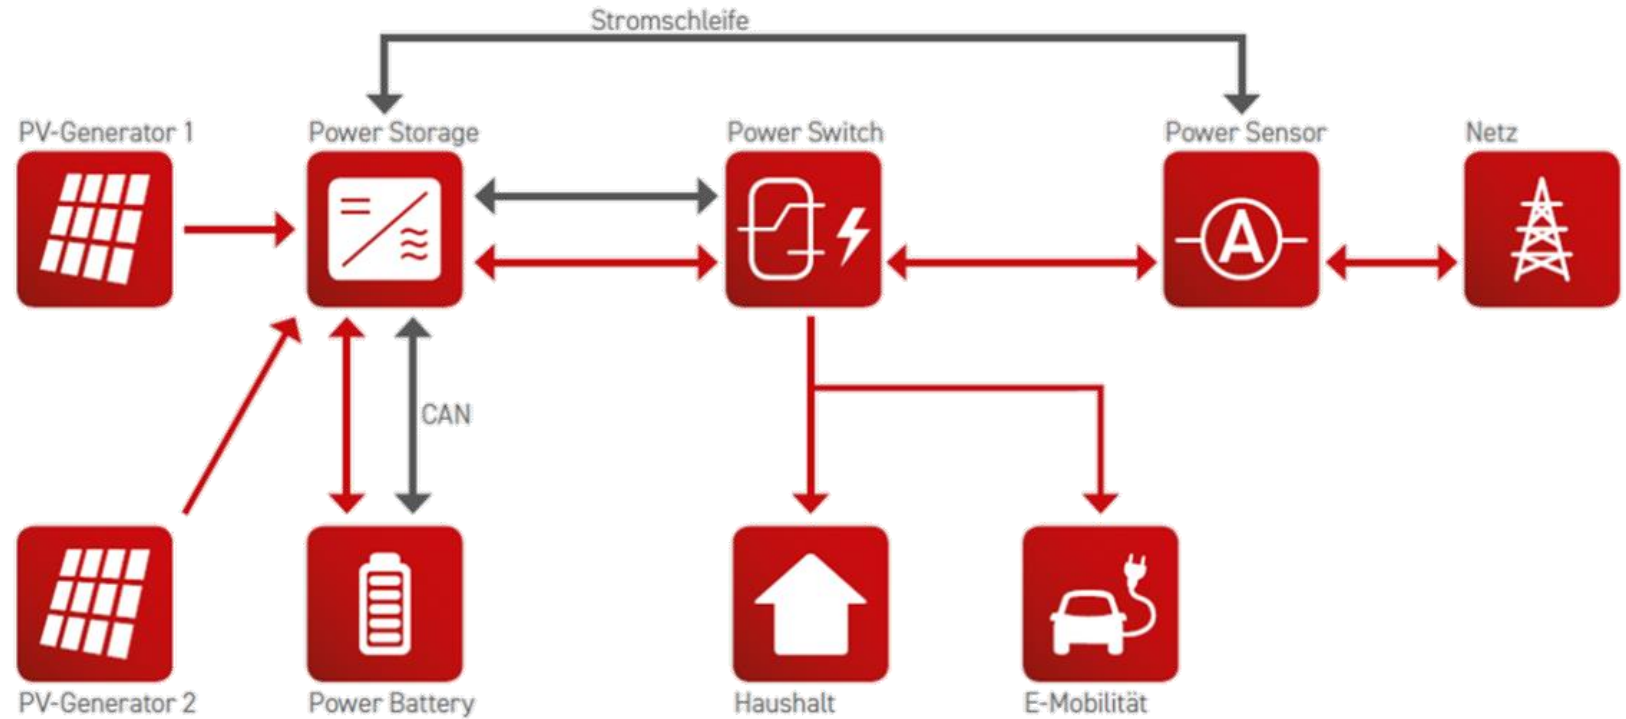 Stromschleife
PV-Generator 1
Power Storage
Power Switch
Power Sensor
Netz
A
CAN
PV-Generator 2
Power Battery
Haushalt
E-Mobilität